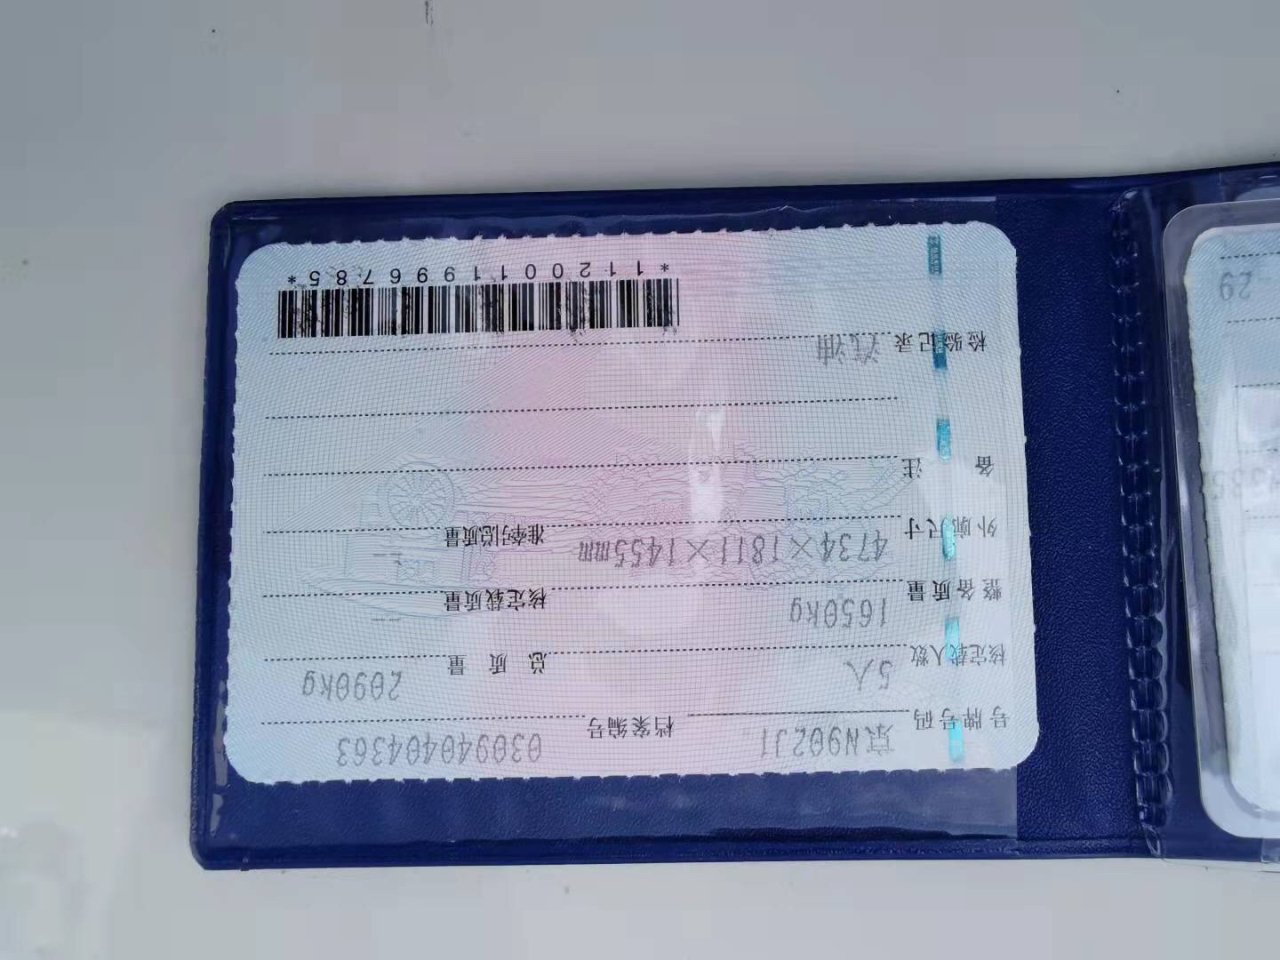 号牌号码 京N902J1 档案编号 030940404363
核定载人数 5人 总质量 2090kg
整备质量 1650kg 核定载质量 --
外廓尺寸 4734×1811×1455mm 准牵引总质量 --
备注
检验记录 汽油
*1120011996785*
29